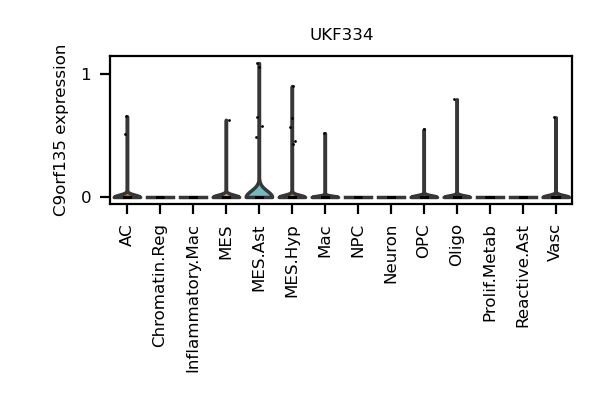 UKF334
C9orf135 expression
1
0
AC
Chromatin.Reg
Inflammatory.Mac
MES
MES.Ast
MES.Hyp
Mac
NPC
Neuron
OPC
Oligo
Prolif.Metab
Reactive.Ast
Vasc